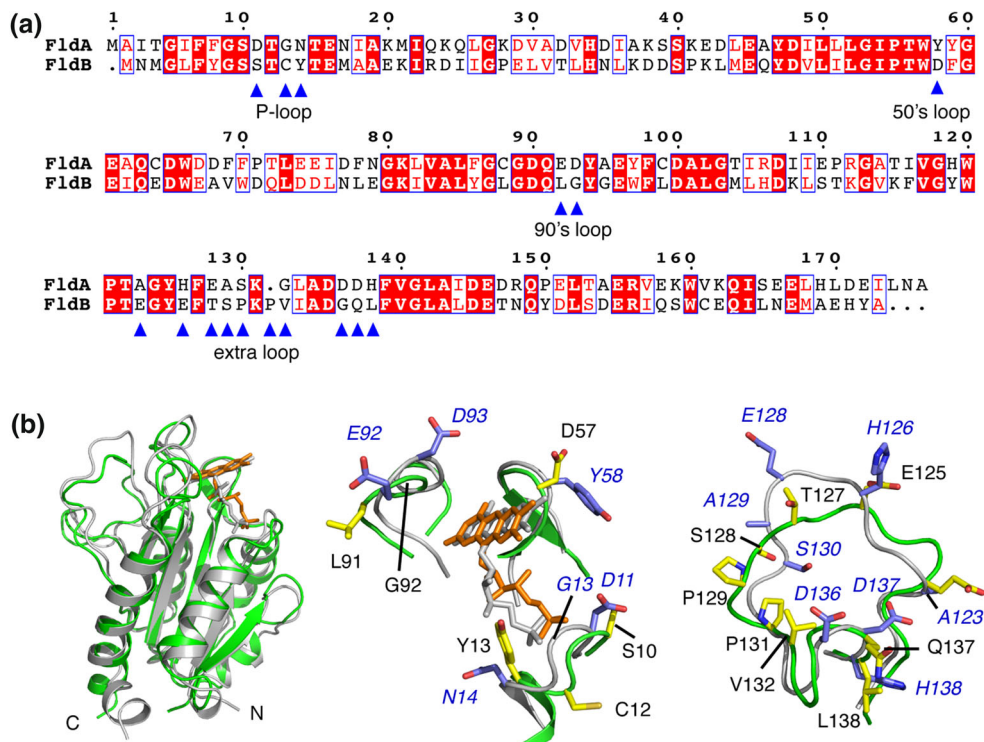 (a)
1 10 20 30 40 50 60
FldA MAITGIFFGSDTGNTENIAKMIQKQLGKDVADVHDIAKSSKEDLEAYDILLLGIPTWYYG
FldB .MNMGLFYGSSTCYTEMAAEKIRDIIGPELVTLHNLKDDSPKLMEQYDVLILGIPTWDFG
P-loop 50's loop
70 80 90 100 110 120
FldA EAQCDWDDFFPTLEEIDFNGKLVALFGCGDQEDYAEYFCDALGTIRDIIEPRGATIVGHW
FldB EIQEDWEAVWDQLDDLNLEGKIVALYGLGDQLGYGEWFLDALGMLHDKLSTKGVKFVGYW
90's loop
130 140 150 160 170
FldA PTAGYHFEASK.GLADDDHFVGLAIDEDRQPELTAERVEKWVKQISEELHLDEILNA
FldB PTEGYEFTSPKPVIADGQLFVGLALDETNQYDLSDERIQSWCEQILNEMAEHYA...
extra loop
(b)
C
N
E92
D93
D57
Y58
L91
G92
G13
D11
Y13
S10
N14
C12
E128
H126
A129
T127
E125
S128
S130
P129
D136
D137
A123
P131
Q137
V132
H138
L138